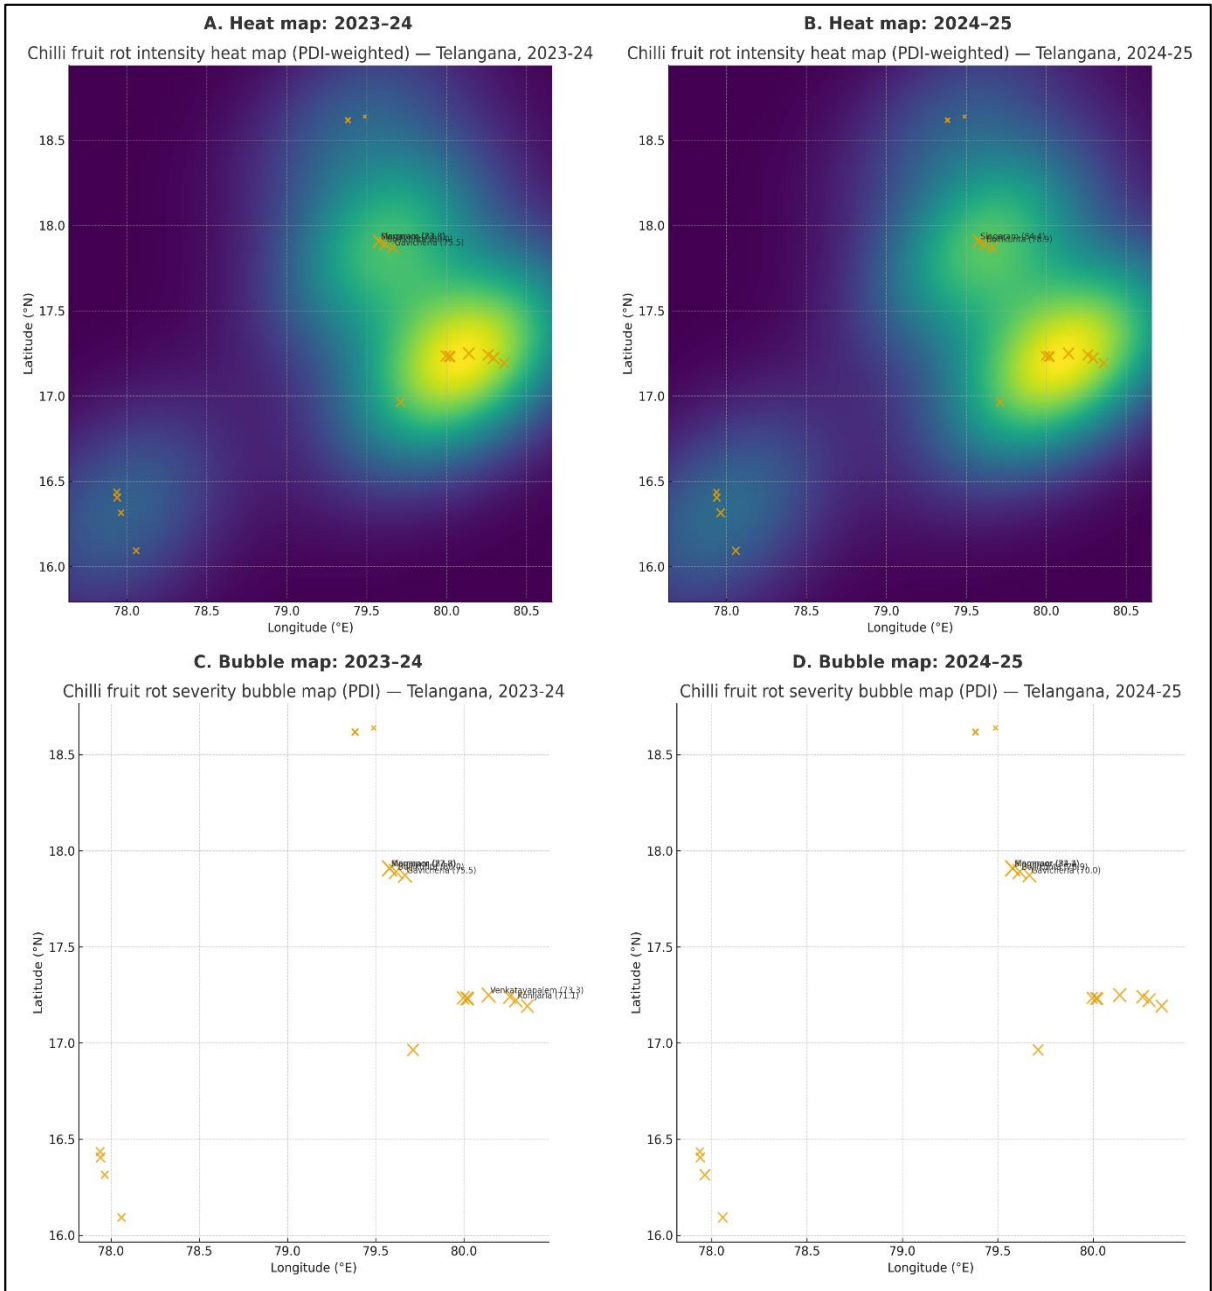 A. Heat map: 2023–24
Chilli fruit rot intensity heat map (PDI-weighted) — Telangana, 2023-24
18.5
18.0
17.5
17.0
16.5
16.0
Latitude (°N)
Gavicherla (75.5)
78.0 78.5 79.0 79.5 80.0 80.5
Longitude (°E)
B. Heat map: 2024–25
Chilli fruit rot intensity heat map (PDI-weighted) — Telangana, 2024-25
18.5
18.0
17.5
17.0
16.5
16.0
Latitude (°N)
78.0 78.5 79.0 79.5 80.0 80.5
Longitude (°E)
C. Bubble map: 2023–24
Chilli fruit rot severity bubble map (PDI) — Telangana, 2023-24
18.5
18.0
17.5
17.0
16.5
16.0
Latitude (°N)
Gavicherla (75.5)
Venkatayapalem (73.3)
Konijarla (71.1)
78.0 78.5 79.0 79.5 80.0
Longitude (°E)
D. Bubble map: 2024–25
Chilli fruit rot severity bubble map (PDI) — Telangana, 2024-25
18.5
18.0
17.5
17.0
16.5
16.0
Latitude (°N)
Gavicherla (70.0)
78.0 78.5 79.0 79.5 80.0
Longitude (°E)